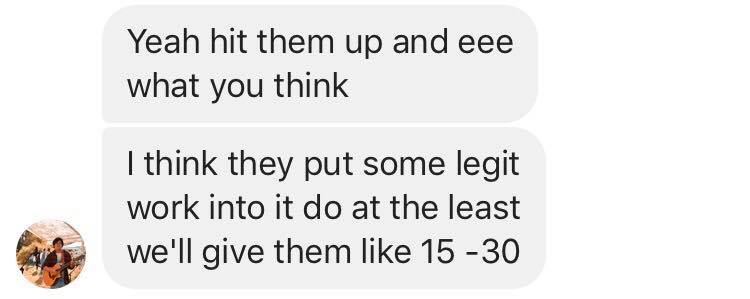 Yeah hit them up and eee
what you think
I think they put some legit
work into it do at the least
we'll give them like 15 -30